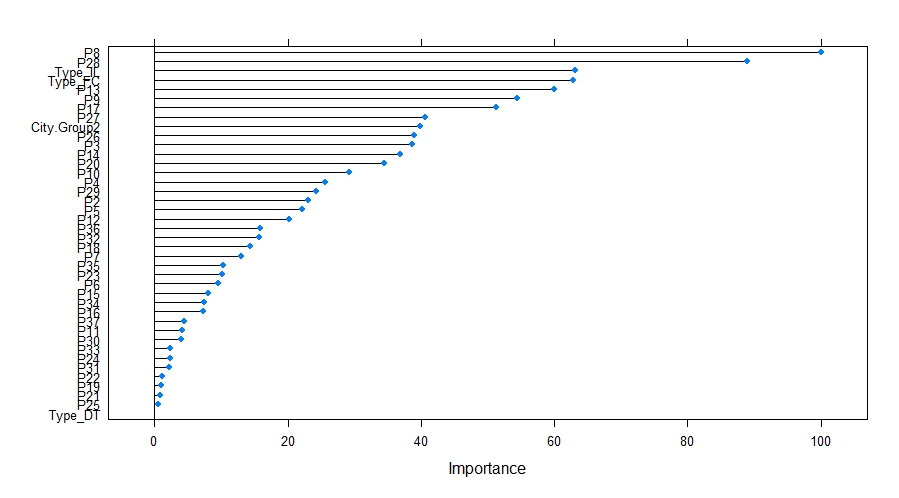 P8
P28
Type_IL
Type_FC
P13
P9
P17
P27
City.Group2
P26
P3
P14
P20
P10
P4
P29
P2
P5
P12
P36
P32
P18
P7
P35
P23
P6
P15
P34
P16
P37
P11
P30
P33
P24
P31
P22
P19
P21
P25
Type_DT
0 20 40 60 80 100
Importance